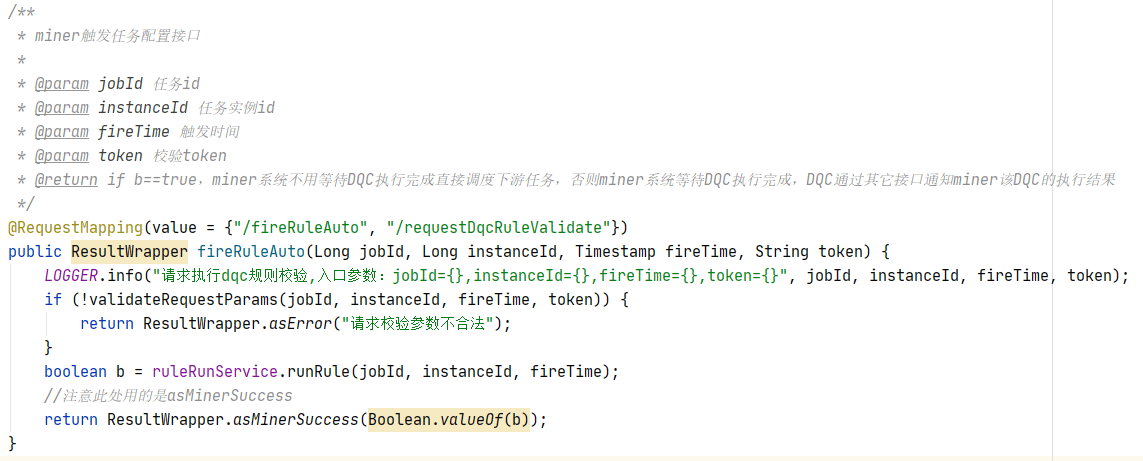 /**
 * miner触发任务配置接口
 *
 * @param jobId 任务id
 * @param instanceId 任务实例id
 * @param fireTime 触发时间
 * @param token 校验token
 * @return if b==true，miner系统不用等待DQC执行完成直接调度下游任务，否则miner系统等待DQC执行完成，DQC通过其它接口通知miner该DQC的执行结果
 */
@RequestMapping(value = {"/fireRuleAuto", "/requestDqcRuleValidate"})
public ResultWrapper fireRuleAuto(Long jobId, Long instanceId, Timestamp fireTime, String token) {
    LOGGER.info("请求执行dqc规则校验,入口参数：jobId={},instanceId={},fireTime={},token={}", jobId, instanceId, fireTime, token);
    if (!validateRequestParams(jobId, instanceId, fireTime, token)) {
        return ResultWrapper.asError("请求校验参数不合法");
    }
    boolean b = ruleRunService.runRule(jobId, instanceId, fireTime);
    //注意此处用的是asMinerSuccess
    return ResultWrapper.asMinerSuccess(Boolean.valueOf(b));
}